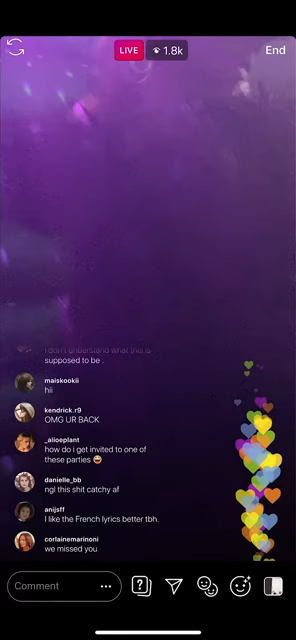 LIVE 1.8k End
I don't understand what this is
supposed to be .
maiskookii
hii
kendrick.r9
OMG UR BACK
_alioeplant
how do i get invited to one of
these parties 😂
danielle_bb
ngl this shit catchy af
anijsff
I like the French lyrics better tbh.
corlainemarinoni
we missed you
Comment